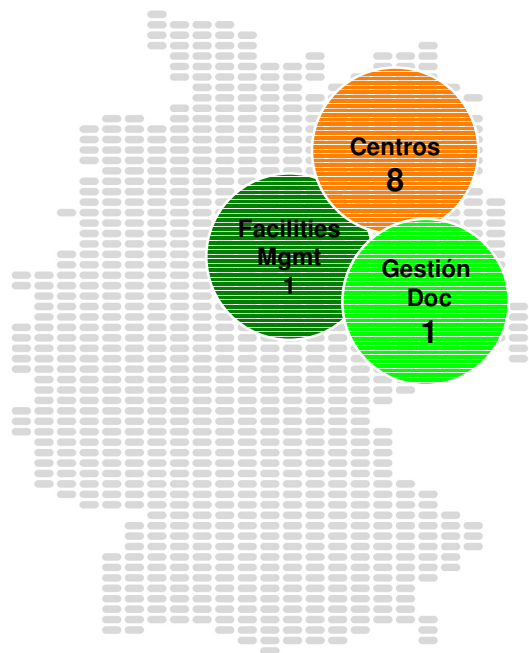 Centros
8
Facilities
Mgmt
1
Gestión
Doc
1